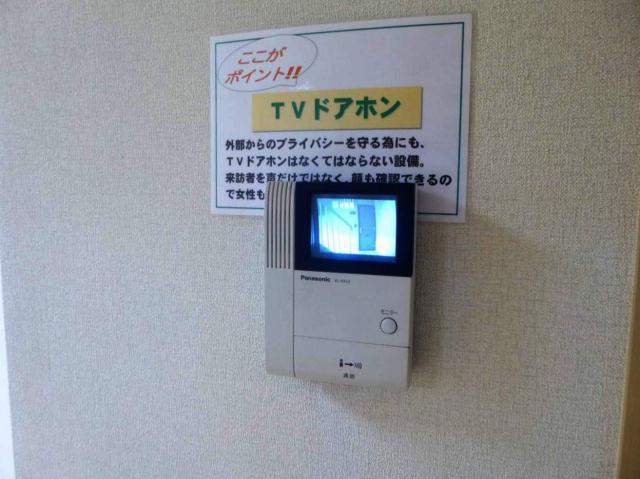 ここが
ポイント!!
TVドアホン
外部からのプライバシーを守る為にも、
TVドアホンはなくてはならない設備。
来訪者を声だけではなく、顔も確認できるの
で女性も
Panasonic
モニター
通話